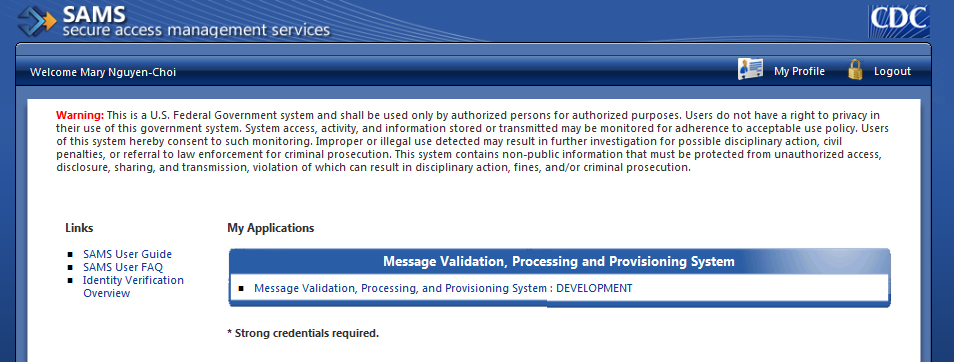 SAMS
secure access management services
CDC
Welcome Mary Nguyen-Choi
My Profile
Logout
Warning: This is a U.S. Federal Government system and shall be used only by authorized persons for authorized purposes. Users do not have a right to privacy in
their use of this government system. System access, activity, and information stored or transmitted may be monitored for adherence to acceptable use policy. Users
of this system hereby consent to such monitoring. Improper or illegal use detected may result in further investigation for possible disciplinary action, civil
penalties, or referral to law enforcement for criminal prosecution. This system contains non-public information that must be protected from unauthorized access,
disclosure, sharing, and transmission, violation of which can result in disciplinary action, fines, and/or criminal prosecution.
Links
SAMS User Guide
SAMS User FAQ
Identity Verification
Overview
My Applications
Message Validation, Processing and Provisioning System
Message Validation, Processing, and Provisioning System : DEVELOPMENT
* Strong credentials required.